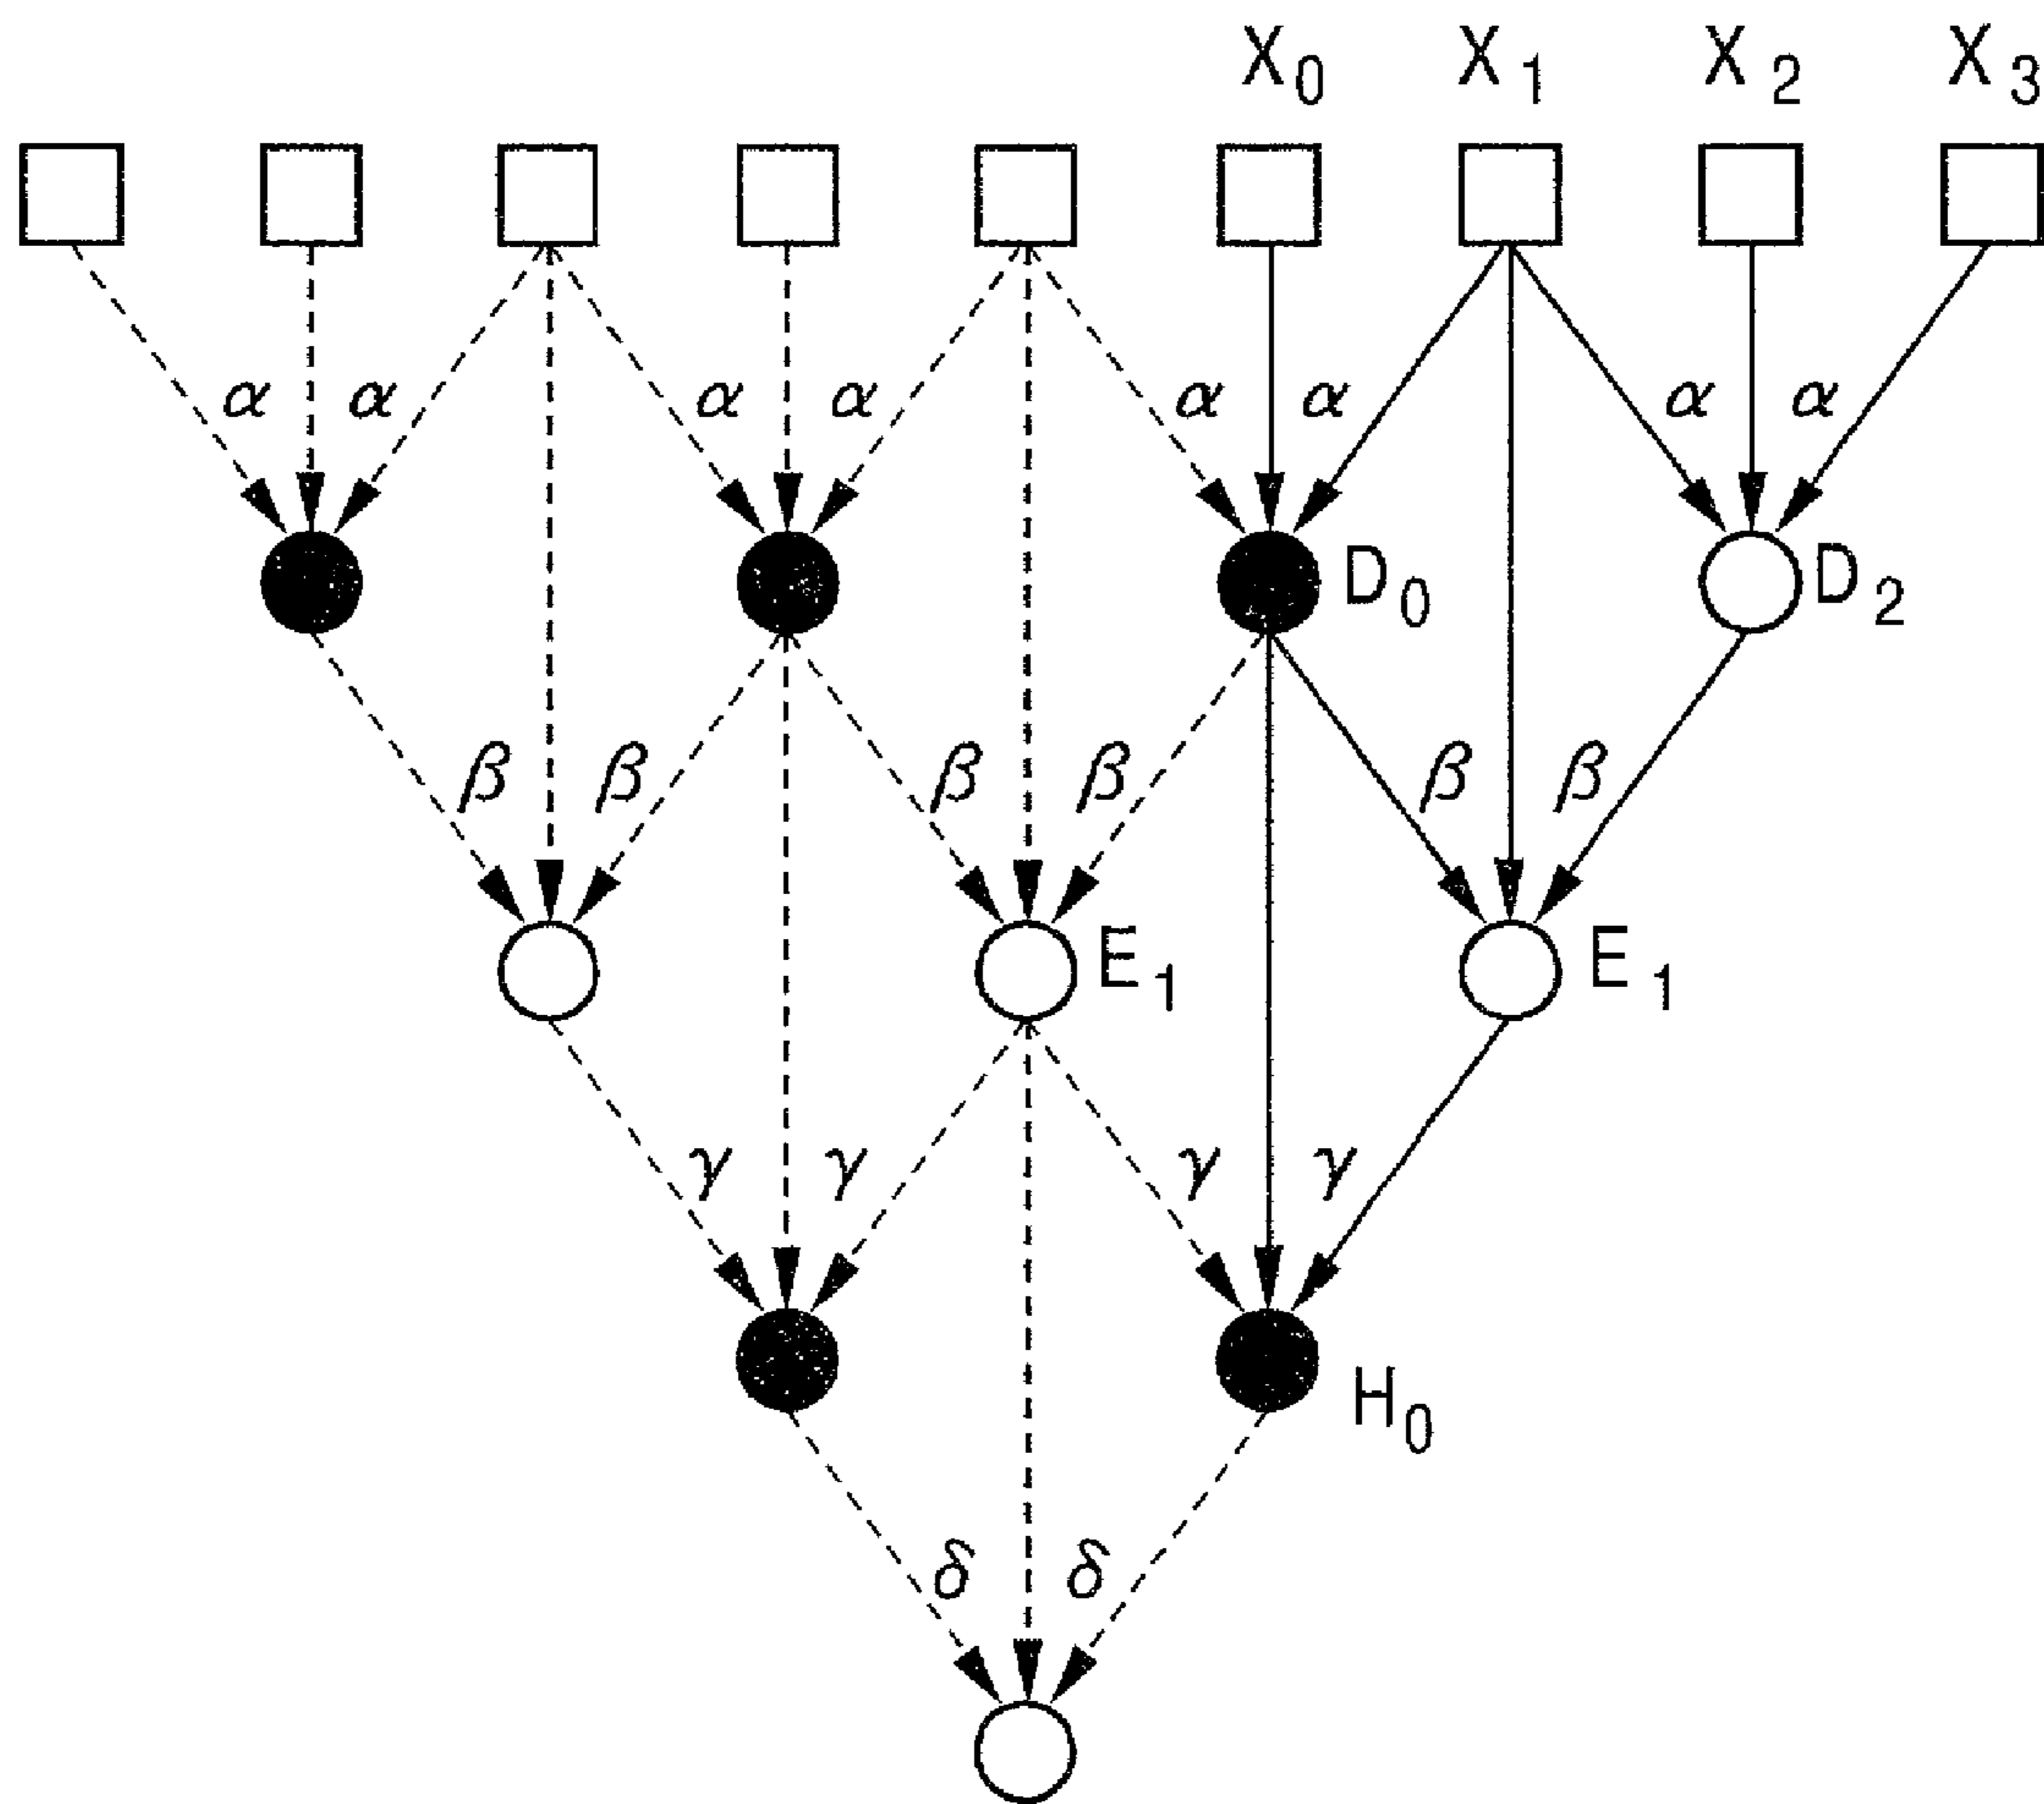 X0 X1 X2 X3
α α α α α α α α
D0 D2
β β β β β β
E1 E1
γ γ γ γ
H0
δ δ